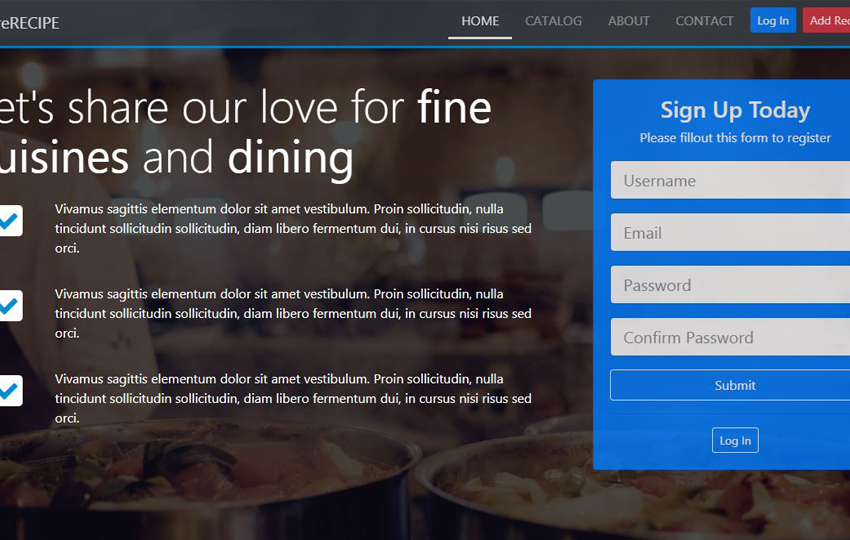 eRECIPE
HOME CATALOG ABOUT CONTACT Log In Add Rec
et's share our love for fine
uisines and dining
Vivamus sagittis elementum dolor sit amet vestibulum. Proin sollicitudin, nulla
tincidunt sollicitudin sollicitudin, diam libero fermentum dui, in cursus nisi risus sed
orci.
Vivamus sagittis elementum dolor sit amet vestibulum. Proin sollicitudin, nulla
tincidunt sollicitudin sollicitudin, diam libero fermentum dui, in cursus nisi risus sed
orci.
Vivamus sagittis elementum dolor sit amet vestibulum. Proin sollicitudin, nulla
tincidunt sollicitudin sollicitudin, diam libero fermentum dui, in cursus nisi risus sed
orci.
Sign Up Today
Please fillout this form to register
Username
Email
Password
Confirm Password
Submit
Log In